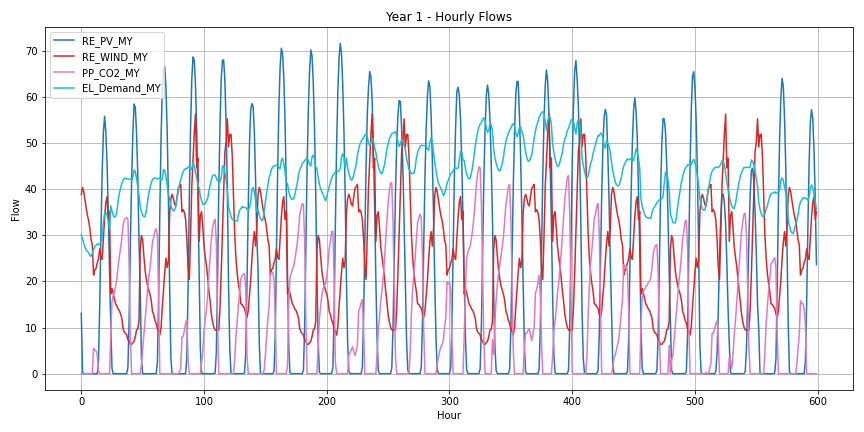 Year 1 - Hourly Flows
RE_PV_MY
RE_WIND_MY
PP_CO2_MY
EL_Demand_MY
70
60
50
40
30
20
10
0
Flow
0 100 200 300 400 500 600
Hour